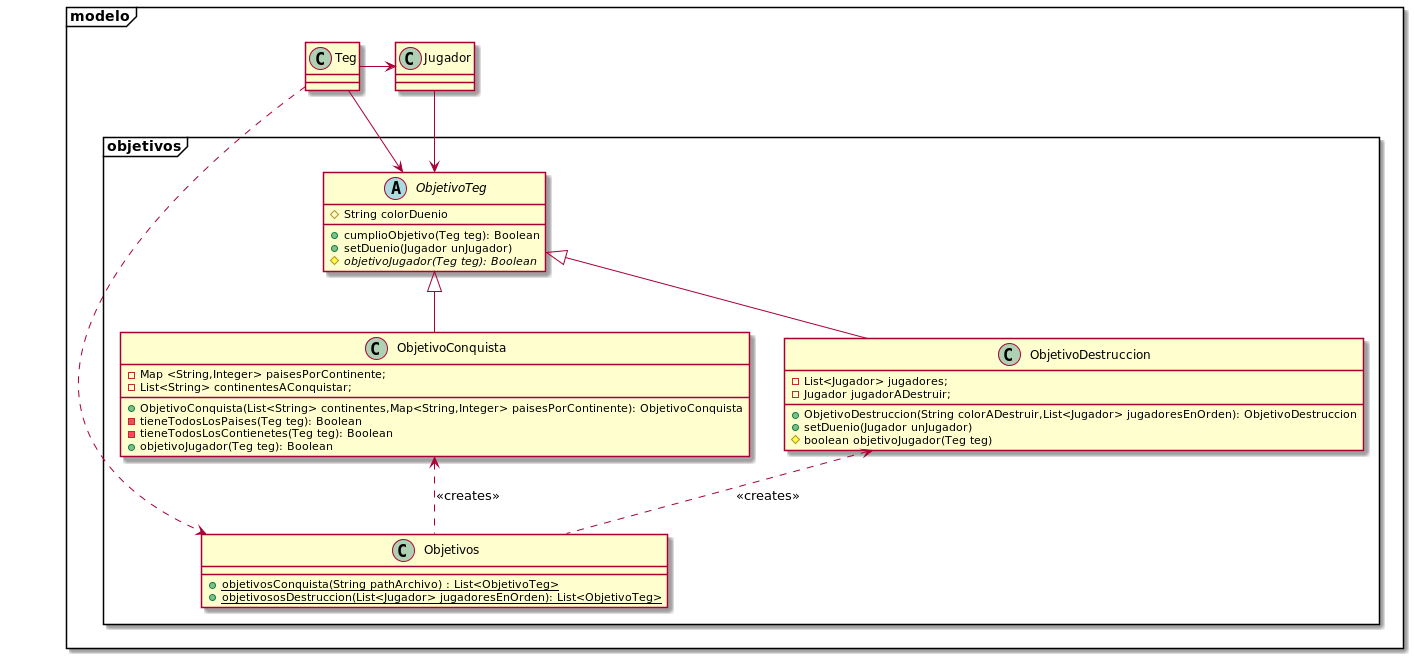 modelo
C Teg
C Jugador
objetivos
A ObjetivoTeg
String colorDuenio
cumplioObjetivo(Teg teg): Boolean
setDuenio(Jugador unJugador)
objetivoJugador(Teg teg): Boolean
C ObjetivoConquista
Map <String,Integer> paisesPorContinente;
List<String> continentesAConquistar;
ObjetivoConquista(List<String> continentes,Map<String,Integer> paisesPorContinente): ObjetivoConquista
tieneTodosLosPaises(Teg teg): Boolean
tieneTodosLosContienetes(Teg teg): Boolean
objetivoJugador(Teg teg): Boolean
C ObjetivoDestruccion
List<Jugador> jugadores;
Jugador jugadorADestruir;
ObjetivoDestruccion(String colorADestruir,List<Jugador> jugadoresEnOrden): ObjetivoDestruccion
setDuenio(Jugador unJugador)
boolean objetivoJugador(Teg teg)
«creates»
«creates»
C Objetivos
objetivosConquista(String pathArchivo) : List<ObjetivoTeg>
objetivososDestruccion(List<Jugador> jugadoresEnOrden): List<ObjetivoTeg>